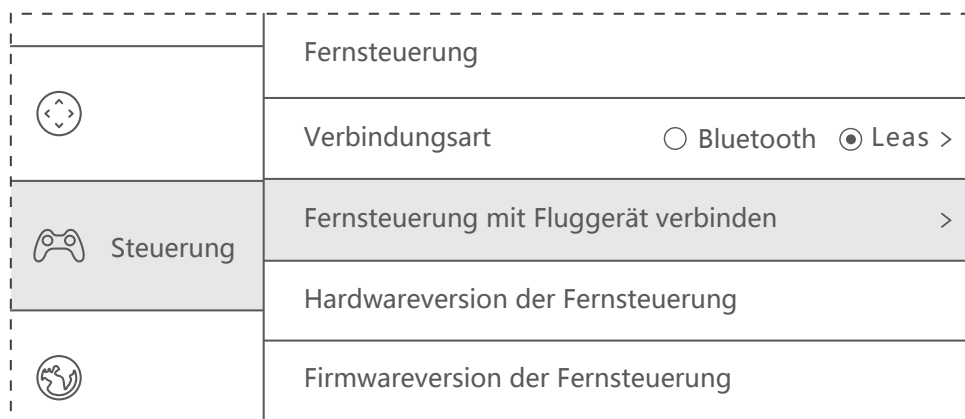 Fernsteuerung
Verbindungsart Bluetooth Leas >
Steuerung
Fernsteuerung mit Fluggerät verbinden >
Hardwareversion der Fernsteuerung
Firmwareversion der Fernsteuerung